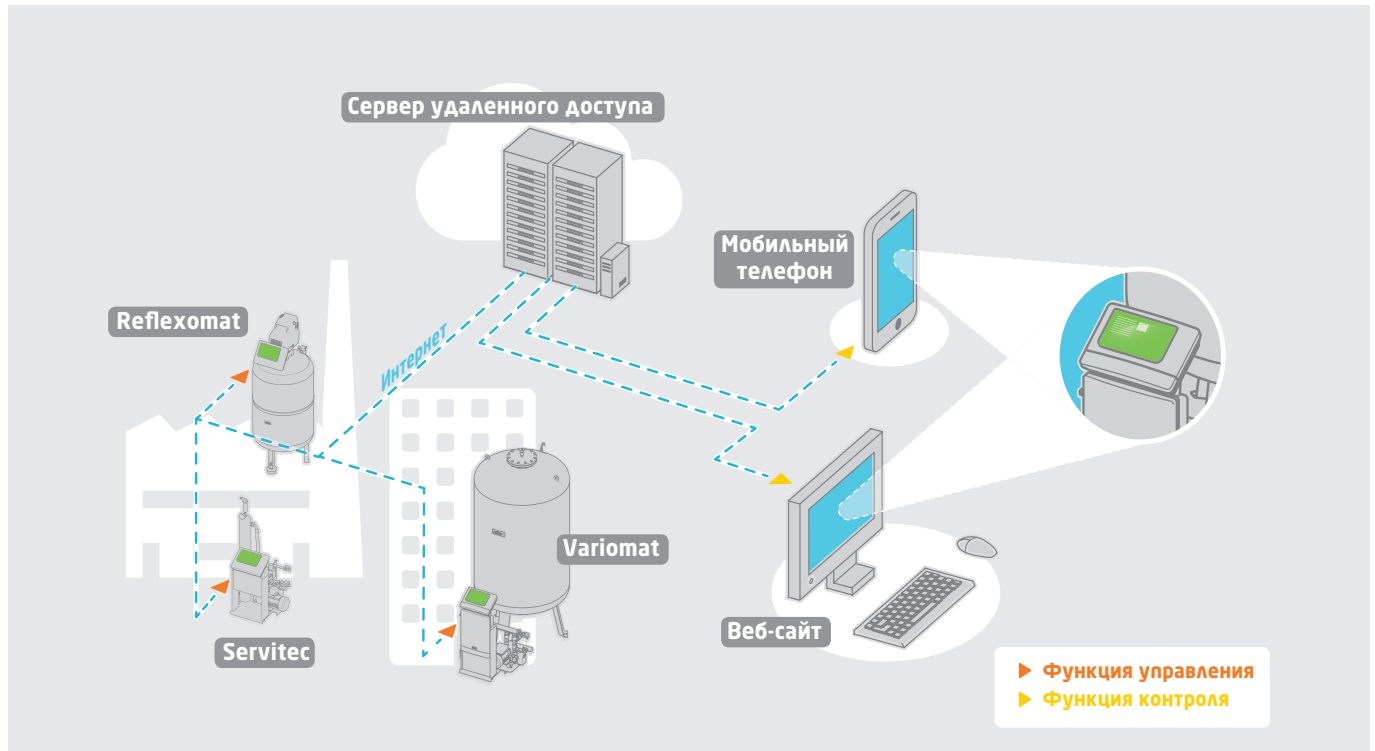 Сервер удаленного доступа
Мобильный
телефон
Reflexomat
Интернет
Variomat
Servitec
Веб-сайт
Функция управления
Функция контроля